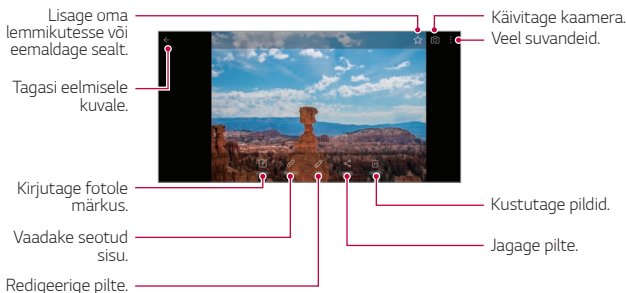 Lisage oma
lemmikutesse või
eemaldage sealt.
Tagasi eelmisele
kuvale.
Kirjutage fotole
märkus.
Vaadake seotud
sisu.
Redigeerige pilte.
Käivitage kaamera.
Veel suvandeid.
Kustutage pildid.
Jagage pilte.